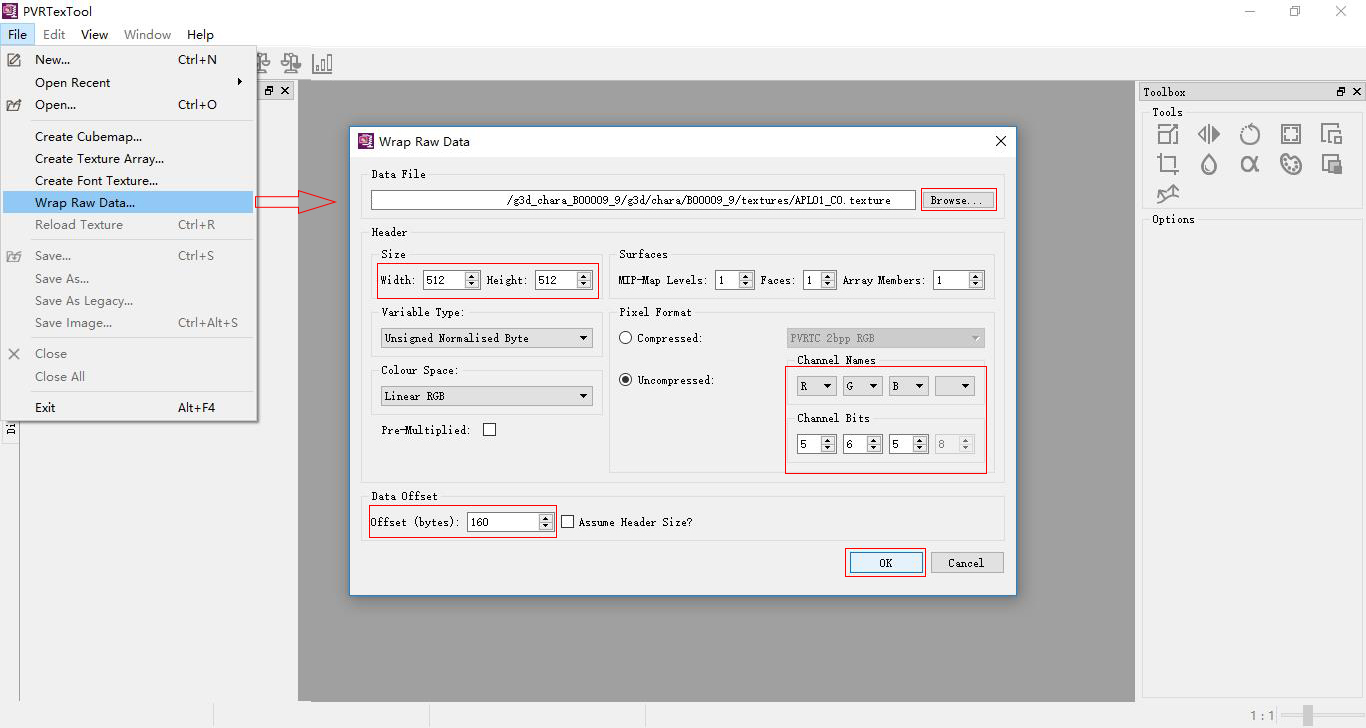 PVRTexTool
File Edit View Window Help
New... Ctrl+N
Open Recent
Open... Ctrl+O
Create Cubemap...
Create Texture Array...
Create Font Texture...
Wrap Raw Data...
Reload Texture Ctrl+R
Save... Ctrl+S
Save As...
Save As Legacy...
Save Image... Ctrl+Alt+S
Close
Close All
Exit Alt+F4
Wrap Raw Data
Data File
/g3d_chara_B00009_9/g3d/chara/B00009_9/textures/APL01_CO.texture Browse...
Header
Size
Width: 512 Height: 512
Surfaces
MIP-Map Levels: 1 Faces: 1 Array Members: 1
Variable Type:
Unsigned Normalised Byte
Colour Space:
Linear RGB
Pre-Multiplied:
Pixel Format
Compressed: PVRTC 2bpp RGB
Uncompressed:
Channel Names
R G B
Channel Bits
5 6 5 8
Data Offset
Offset (bytes): 160 Assume Header Size?
OK Cancel
Toolbox
Tools
Options
1:1